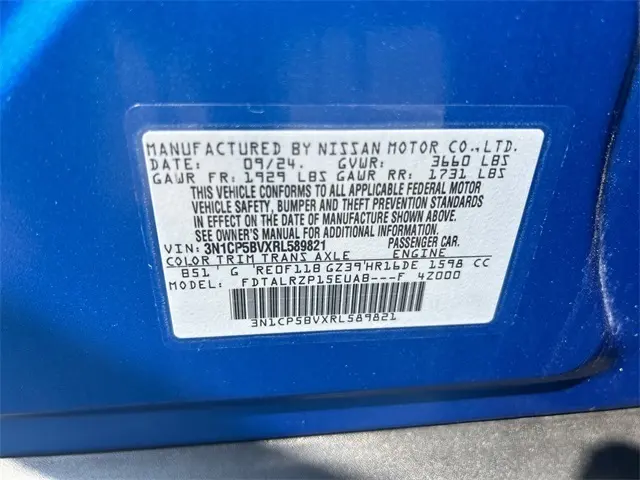 MANUFACTURED BY NISSAN MOTOR CO.,LTD.
DATE: 09/24. GVWR: 3660 LBS
GAWR FR: 1929 LBS GAWR RR: 1731 LBS
THIS VEHICLE CONFORMS TO ALL APPLICABLE FEDERAL MOTOR
VEHICLE SAFETY, BUMPER AND THEFT PREVENTION STANDARDS
IN EFFECT ON THE DATE OF MANUFACTURE SHOWN ABOVE.
SEE OWNER'S MANUAL FOR ADDITIONAL INFORMATION.
VIN: 3N1CP5BVXRL589821 PASSENGER CAR.
COLOR TRIM TRANS AXLE ENGINE
B51 G RE0F11B GZ39 HR16DE 1598 CC
MODEL: FDTALRZP15EUAB---F 4Z000
3N1CP5BVXRL589821